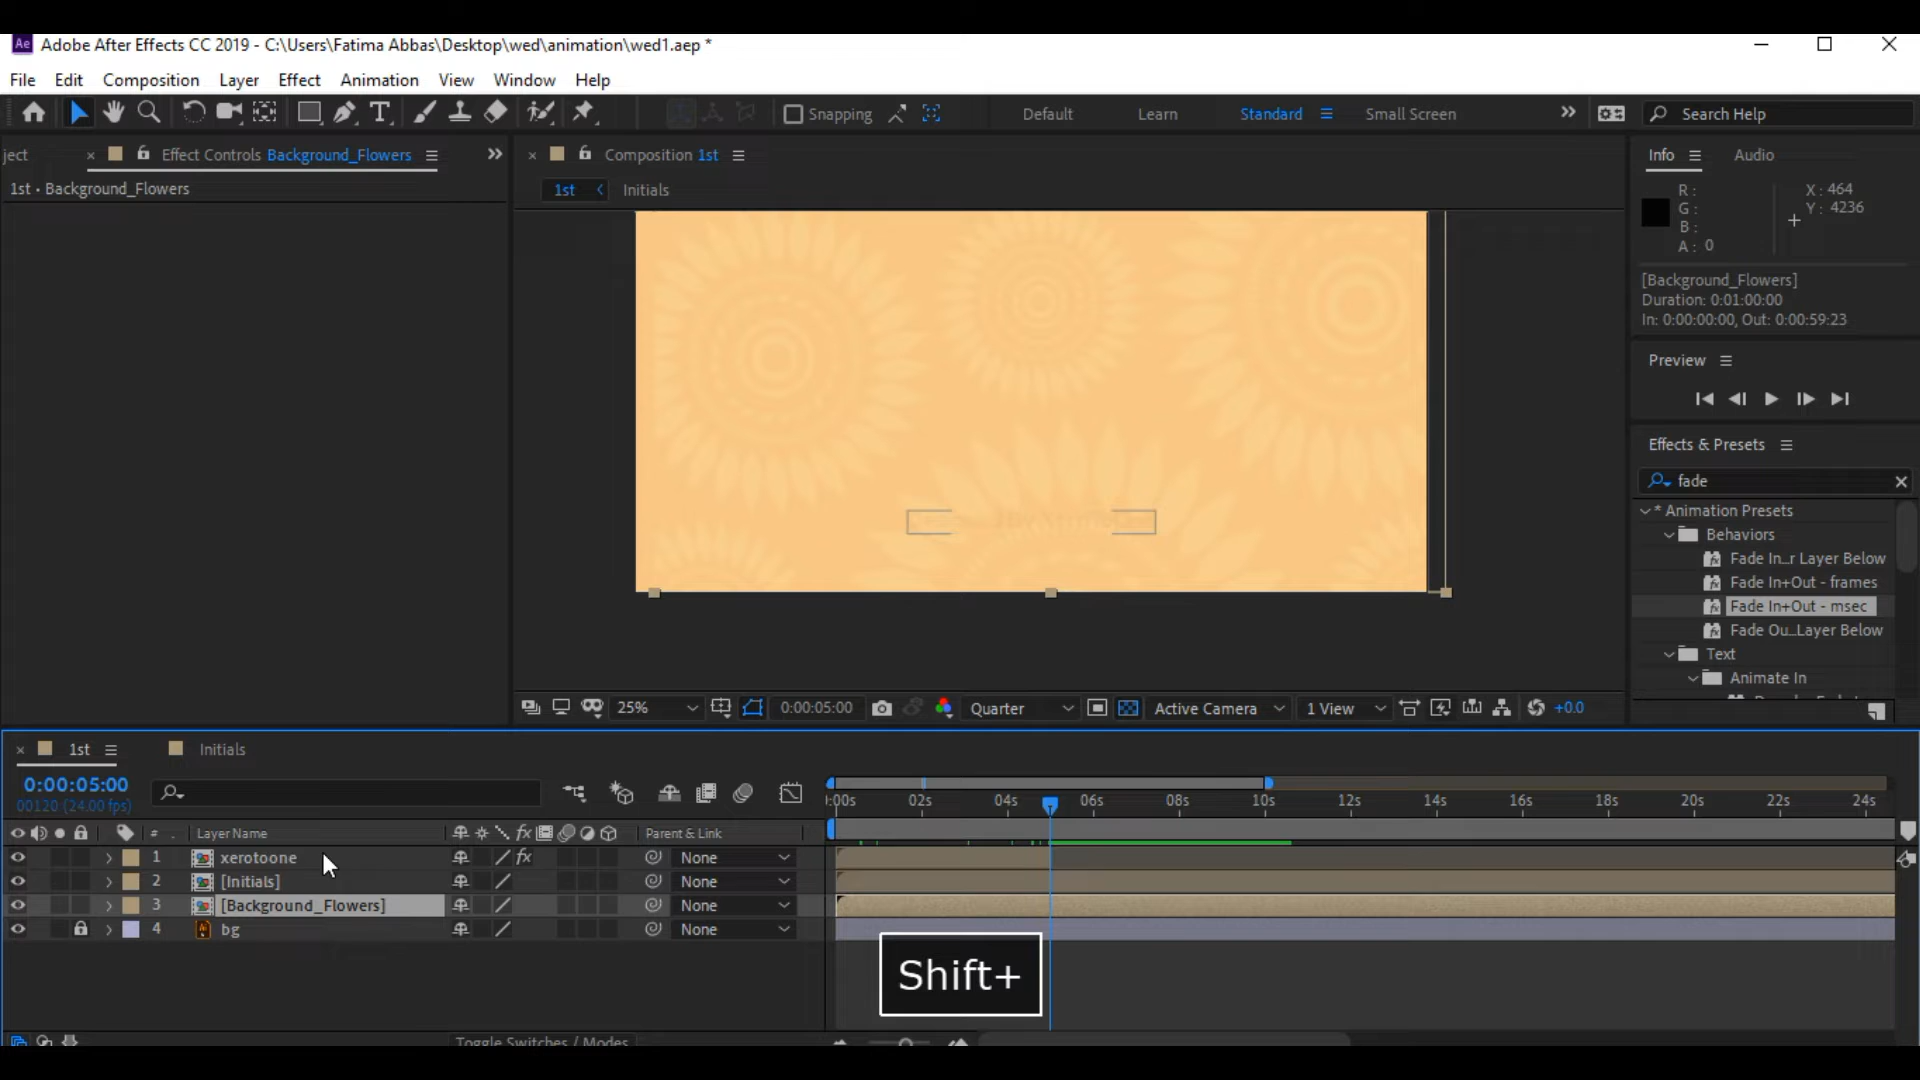 Ae Adobe After Effects CC 2019 - C:\Users\Fatima Abbas\Desktop\wed\animation\wed1.aep *
File Edit Composition Layer Effect Animation View Window Help
Snapping Default Learn Standard Small Screen Search Help
ject Effect Controls Background_Flowers Composition 1st Info Audio
1st • Background_Flowers
1st Initials
R: X: 464
G: Y: 4236
B:
A: 0
[Background_Flowers]
Duration: 0:01:00:00
In: 0:00:00:00, Out: 0:00:59:23
Preview
Effects & Presets
fade
* Animation Presets
Behaviors
Fade In...r Layer Below
Fade In+Out - frames
Fade In+Out - msec
Fade Ou...Layer Below
Text
Animate In
25% 0:00:05:00 Quarter Active Camera 1 View +0.0
1st Initials
0:00:05:00
00120 (24.00 fps)
:00s 02s 04s 06s 08s 10s 12s 14s 16s 18s 20s 22s 24s
# Layer Name fx Parent & Link
1 xerotoone fx None
2 [Initials] None
3 [Background_Flowers] None
4 bg None
Shift+
Toggle Switches / Modes